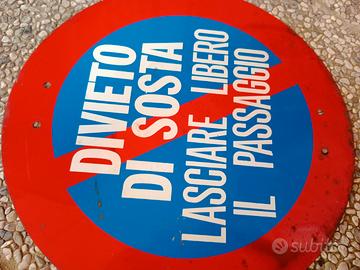 DIVIETO
DI SOSTA
LASCIARE LIBERO
IL PASSAGGIO
subito